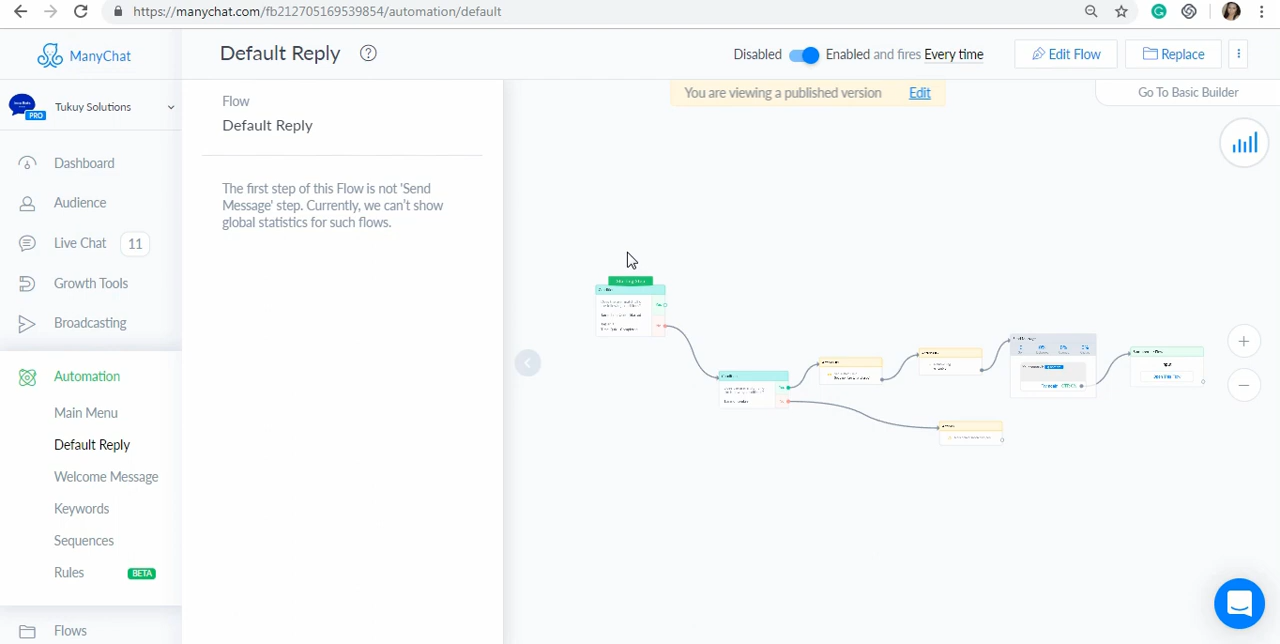 https://manychat.com/fb212705169539854/automation/default
ManyChat
Default Reply
?
Disabled
Enabled and fires Every time
Edit Flow
Replace
Tukuy Solutions
PRO
Flow
Default Reply
You are viewing a published version
Edit
Go To Basic Builder
The first step of this Flow is not 'Send
Message' step. Currently, we can't show
global statistics for such flows.
Dashboard
Audience
Live Chat
11
Growth Tools
Broadcasting
Automation
Main Menu
Default Reply
Welcome Message
Keywords
Sequences
Rules
BETA
Flows